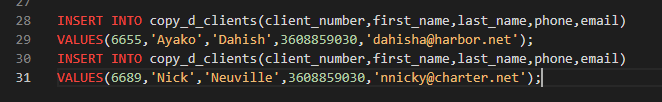 28 INSERT INTO copy_d_clients(client_number,first_name,last_name,phone,email)
29 VALUES(6655,'Ayako','Dahish',3608859030,'dahisha@harbor.net');
30 INSERT INTO copy_d_clients(client_number,first_name,last_name,phone,email)
31 VALUES(6689,'Nick','Neuville',3608859030,'nnicky@charter.net');